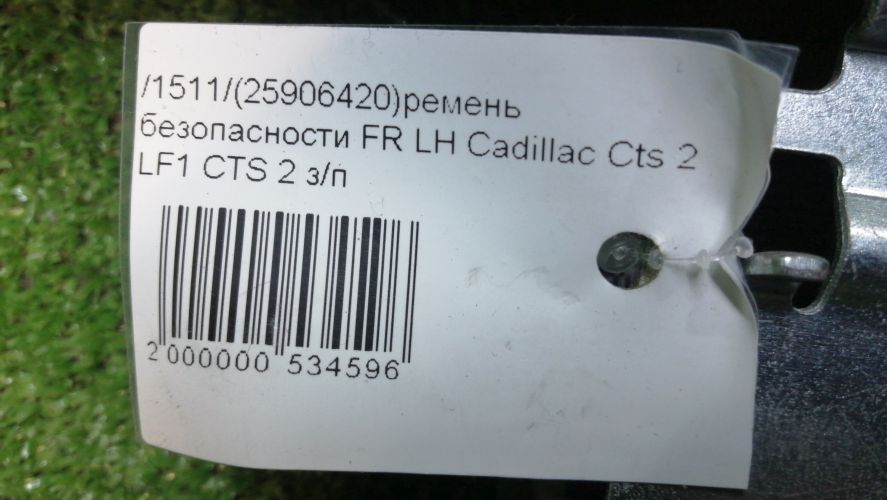 /1511/(25906420)ремень
безопасности FR LH Cadillac Cts 2
LF1 CTS 2 з/п
2 000000 534596